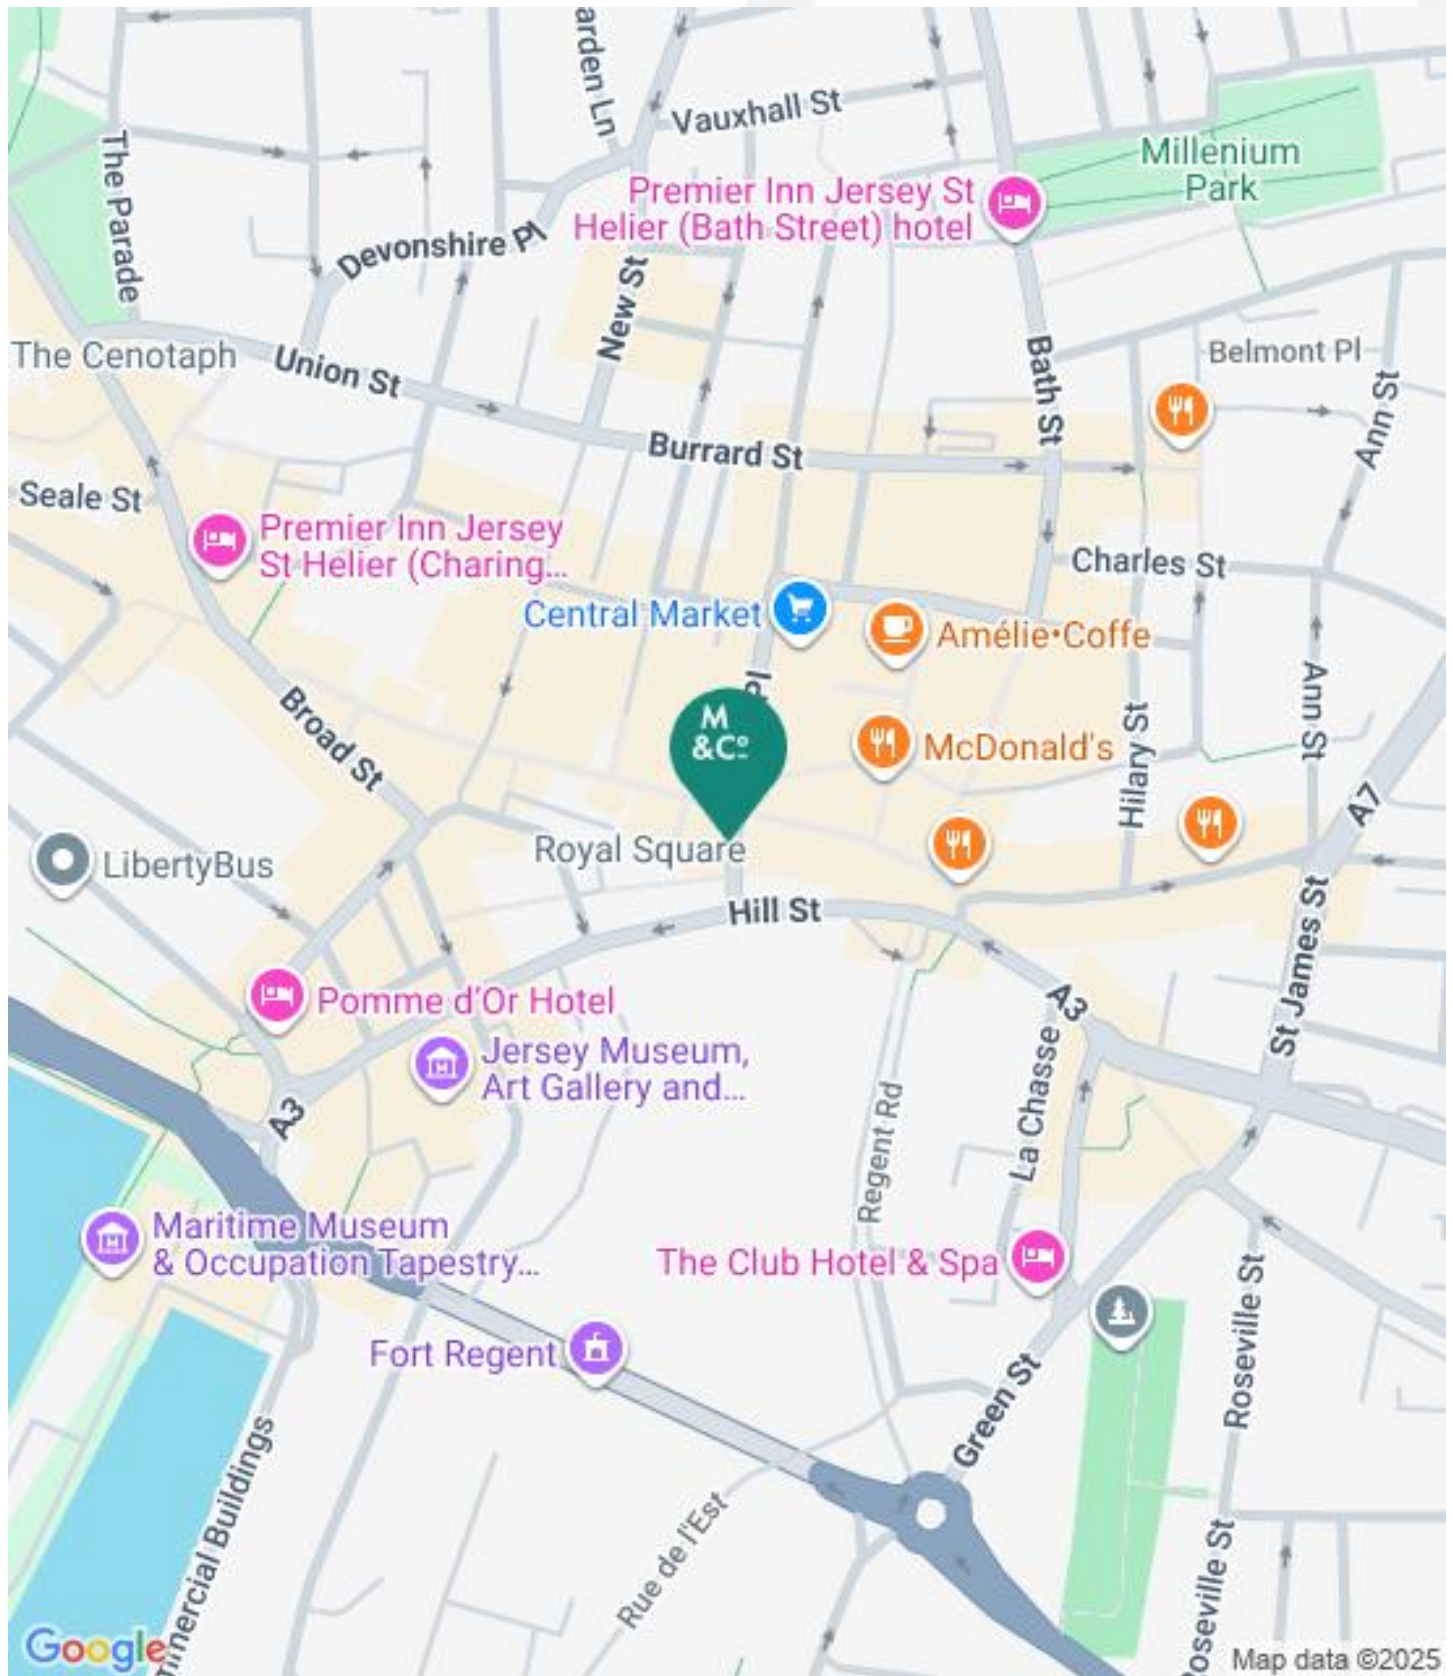 arden Ln
Vauxhall St
The Parade
Millenium
Park
Premier Inn Jersey St
Helier (Bath Street) hotel
Devonshire Pl
New St
The Cenotaph
Union St
Bath St
Belmont Pl
Ann St
Burrard St
Seale St
Premier Inn Jersey
St Helier (Charing...
Charles St
Central Market
Amélie•Coffe
Pl
Broad St
M
&Cº
McDonald's
Hilary St
Ann St
A7
Royal Square
LibertyBus
Hill St
St James St
A3
Pomme d'Or Hotel
Jersey Museum,
Art Gallery and...
La Chasse
Regent Rd
A3
Maritime Museum
& Occupation Tapestry...
The Club Hotel & Spa
Fort Regent
Roseville St
Green St
mmercial Buildings
Rue de l'Est
oseville St
Google
Map data ©2025